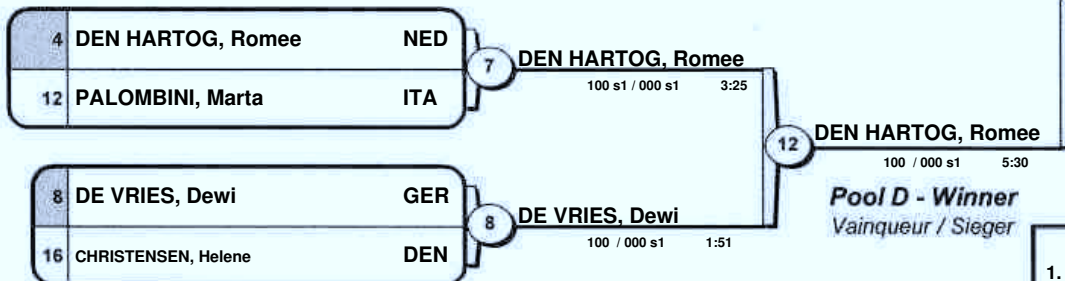 4 DEN HARTOG, Romee NED
12 PALOMBINI, Marta ITA
7
DEN HARTOG, Romee
100 s1 / 000 s1 3:25
8 DE VRIES, Dewi GER
16 CHRISTENSEN, Helene DEN
8
DE VRIES, Dewi
100 / 000 s1 1:51
12
DEN HARTOG, Romee
100 / 000 s1 5:30
Pool D - Winner
Vainqueur / Sieger
1.